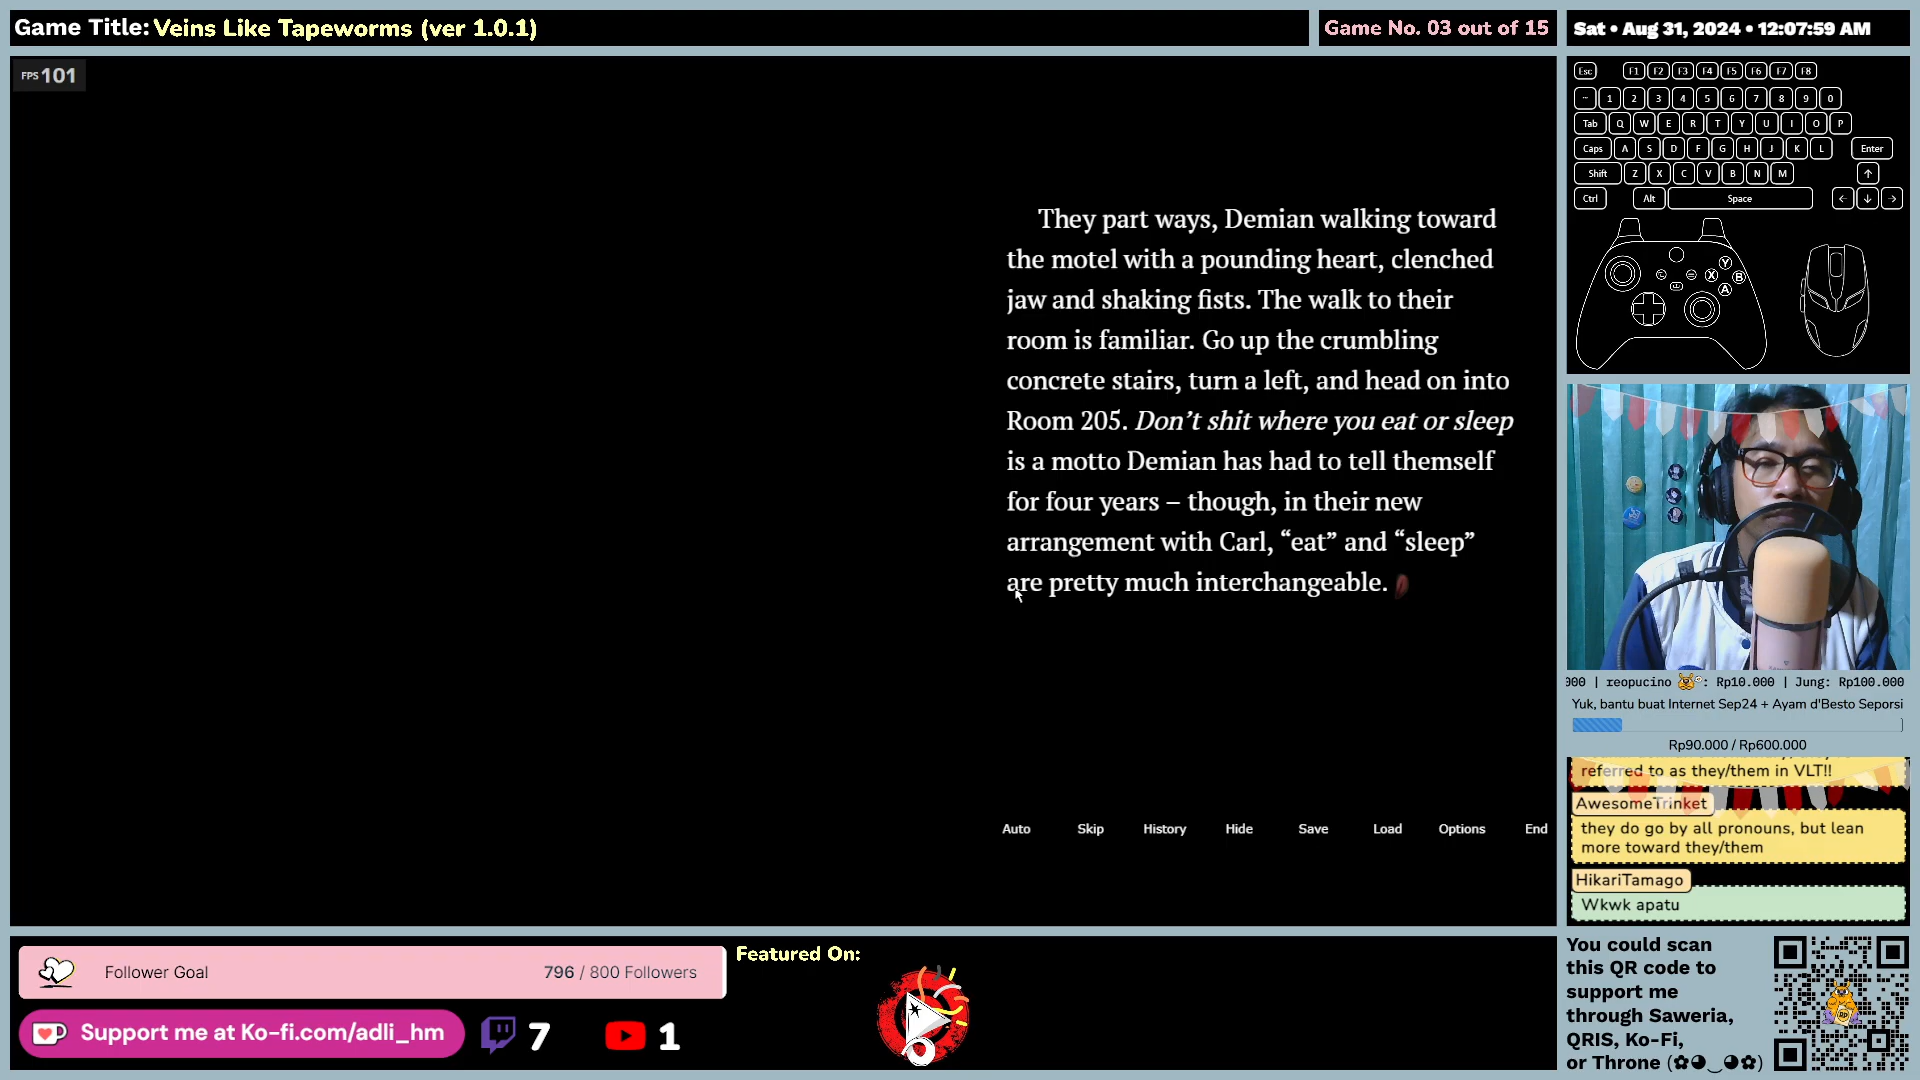 Game Title: Veins Like Tapeworms (ver 1.0.1)
Game No. 03 out of 15
Sat • Aug 31, 2024 • 12:07:59 AM
FPS 101
They part ways, Demian walking toward
the motel with a pounding heart, clenched
jaw and shaking fists. The walk to their
room is familiar. Go up the crumbling
concrete stairs, turn a left, and head on into
Room 205. Don’t shit where you eat or sleep
is a motto Demian has had to tell themself
for four years – though, in their new
arrangement with Carl, “eat” and “sleep”
are pretty much interchangeable.
Auto Skip History Hide Save Load Options End
Esc F1 F2 F3 F4 F5 F6 F7 F8
~ 1 2 3 4 5 6 7 8 9 0
Tab Q W E R T Y U I O P
Caps A S D F G H J K L Enter
Shift Z X C V B N M ↑
Ctrl Alt Space ← ↓ →
Y
X B
A
000 | reopucino : Rp10.000 | Jung: Rp100.000
Yuk, bantu buat Internet Sep24 + Ayam d'Besto Seporsi
Rp90.000 / Rp600.000
referred to as they/them in VLT!!
AwesomeTrinket
they do go by all pronouns, but lean
more toward they/them
HikariTamago
Wkwk apatu
Follower Goal 796 / 800 Followers
Support me at Ko-fi.com/adli_hm
7 1
Featured On:
You could scan
this QR code to
support me
through Saweria,
QRIS, Ko-Fi,
or Throne (✿◕‿◕✿)